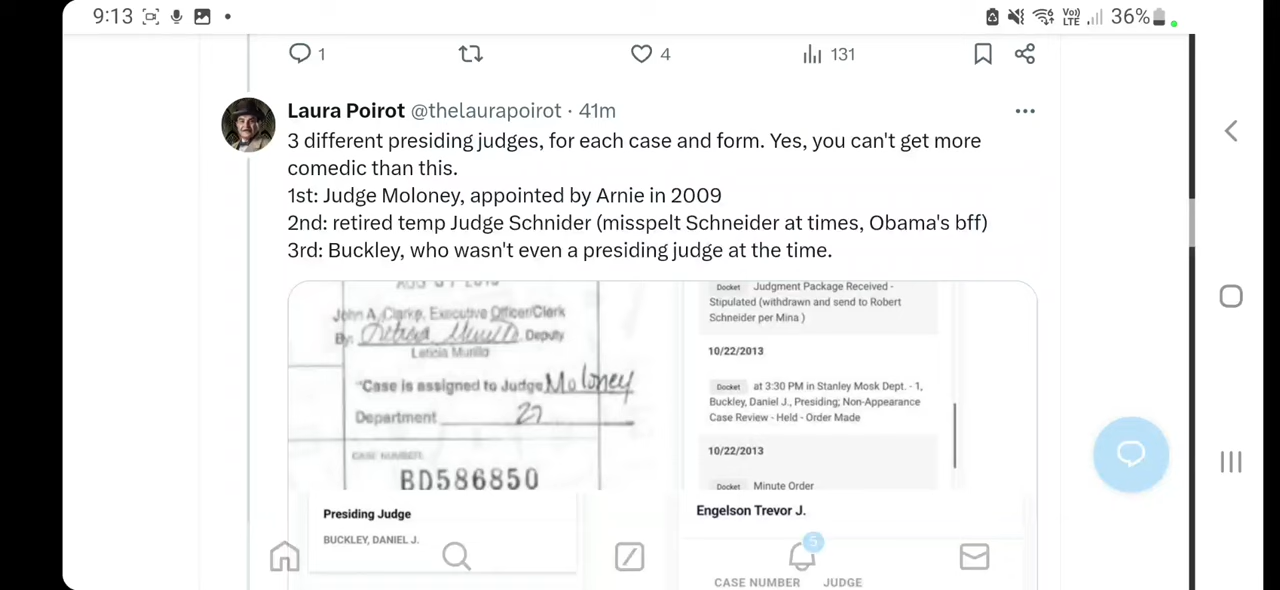 9:13
Vo) LTE 36%
1
4
131
Laura Poirot @thelaurapoirot · 41m
3 different presiding judges, for each case and form. Yes, you can't get more
comedic than this.
1st: Judge Moloney, appointed by Arnie in 2009
2nd: retired temp Judge Schnider (misspelt Schneider at times, Obama's bff)
3rd: Buckley, who wasn't even a presiding judge at the time.
John A. Clarke, Executive Officer/Clerk
By: Deputy
Leticia Murillo
"Case is assigned to Judge Moloney
Department 27
CASE NUMBER
BD586850
Presiding Judge
BUCKLEY, DANIEL J.
Docket Judgment Package Received -
Stipulated (withdrawn and send to Robert
Schneider per Mina )
10/22/2013
Docket at 3:30 PM in Stanley Mosk Dept. - 1,
Buckley, Daniel J., Presiding; Non-Appearance
Case Review - Held - Order Made
10/22/2013
Docket Minute Order
Engelson Trevor J.
5
CASE NUMBER JUDGE